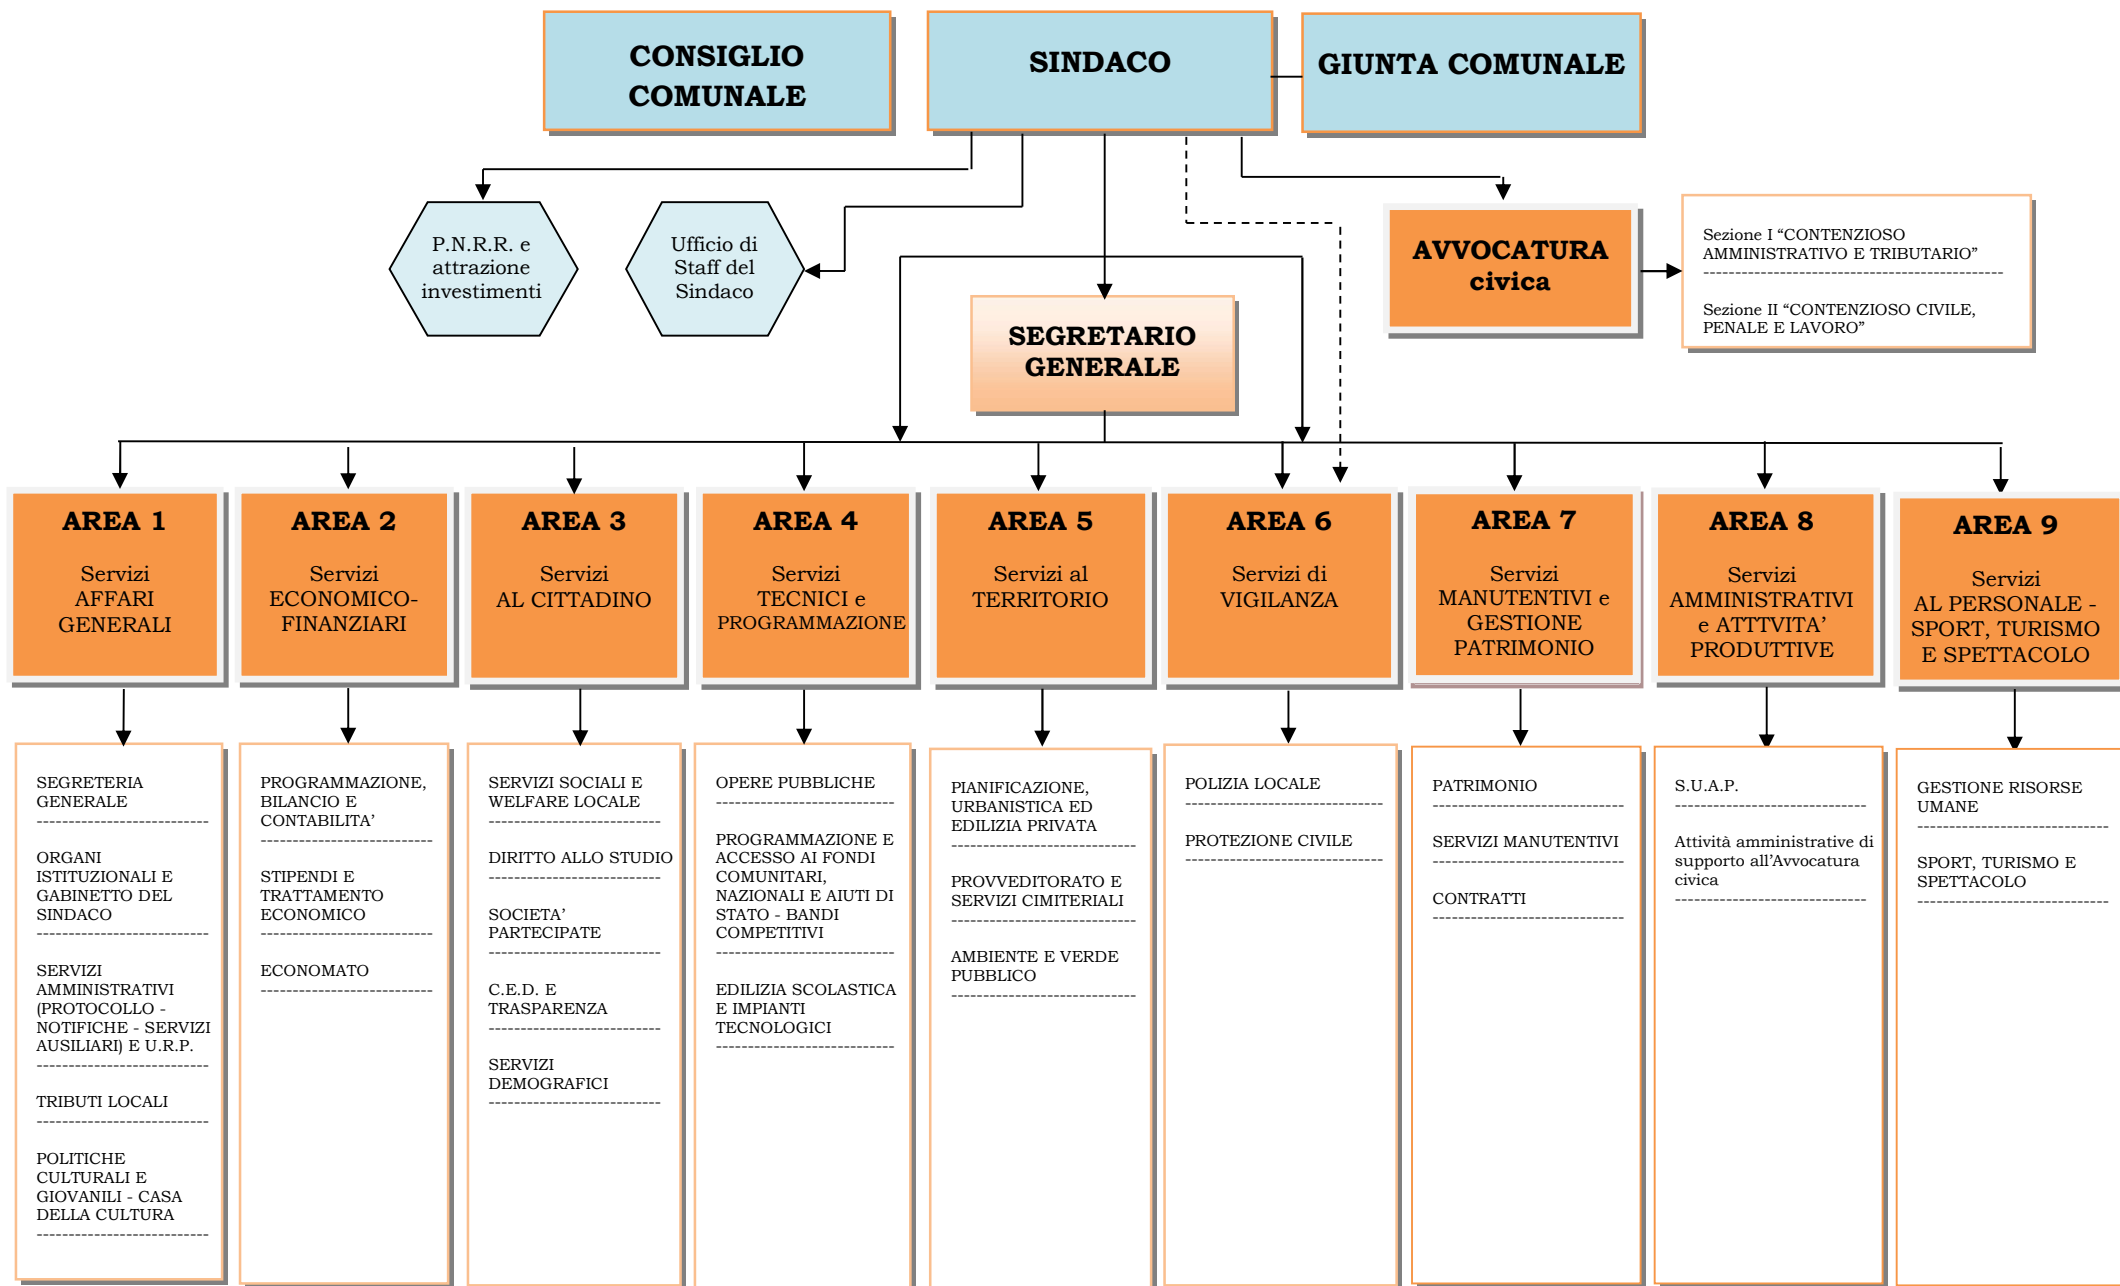 CONSIGLIO
COMUNALE
SINDACO
GIUNTA COMUNALE
P.N.R.R. e
attrazione
investimenti
Ufficio di
Staff del
Sindaco
SEGRETARIO
GENERALE
AVVOCATURA
civica
Sezione I “CONTENZIOSO
AMMINISTRATIVO E TRIBUTARIO”
-----------------------------------------------
Sezione II “CONTENZIOSO CIVILE,
PENALE E LAVORO”
AREA 1
Servizi
AFFARI
GENERALI
AREA 2
Servizi
ECONOMICO-
FINANZIARI
AREA 3
Servizi
AL CITTADINO
AREA 4
Servizi
TECNICI e
PROGRAMMAZIONE
AREA 5
Servizi al
TERRITORIO
AREA 6
Servizi di
VIGILANZA
AREA 7
Servizi
MANUTENTIVI e
GESTIONE
PATRIMONIO
AREA 8
Servizi
AMMINISTRATIVI
e ATTTVITA’
PRODUTTIVE
AREA 9
Servizi
AL PERSONALE -
SPORT, TURISMO
E SPETTACOLO
SEGRETERIA
GENERALE
---------------------------
ORGANI
ISTITUZIONALI E
GABINETTO DEL
SINDACO
---------------------------
SERVIZI
AMMINISTRATIVI
(PROTOCOLLO -
NOTIFICHE - SERVIZI
AUSILIARI) E U.R.P.
---------------------------
TRIBUTI LOCALI
---------------------------
POLITICHE
CULTURALI E
GIOVANILI - CASA
DELLA CULTURA
---------------------------
PROGRAMMAZIONE,
BILANCIO E
CONTABILITA’
---------------------------
STIPENDI E
TRATTAMENTO
ECONOMICO
---------------------------
ECONOMATO
---------------------------
SERVIZI SOCIALI E
WELFARE LOCALE
---------------------------
DIRITTO ALLO STUDIO
---------------------------
SOCIETA’
PARTECIPATE
---------------------------
C.E.D. E
TRASPARENZA
---------------------------
SERVIZI
DEMOGRAFICI
---------------------------
OPERE PUBBLICHE
----------------------------
PROGRAMMAZIONE E
ACCESSO AI FONDI
COMUNITARI,
NAZIONALI E AIUTI DI
STATO - BANDI
COMPETITIVI
----------------------------
EDILIZIA SCOLASTICA
E IMPIANTI
TECNOLOGICI
----------------------------
PIANIFICAZIONE,
URBANISTICA ED
EDILIZIA PRIVATA
-----------------------------
PROVVEDITORATO E
SERVIZI CIMITERIALI
-----------------------------
AMBIENTE E VERDE
PUBBLICO
-----------------------------
POLIZIA LOCALE
-------------------------------
PROTEZIONE CIVILE
-------------------------------
PATRIMONIO
------------------------------
SERVIZI MANUTENTIVI
------------------------------
CONTRATTI
------------------------------
S.U.A.P.
------------------------------
Attività amministrative di
supporto all’Avvocatura
civica
------------------------------
GESTIONE RISORSE
UMANE
------------------------------
SPORT, TURISMO E
SPETTACOLO
------------------------------